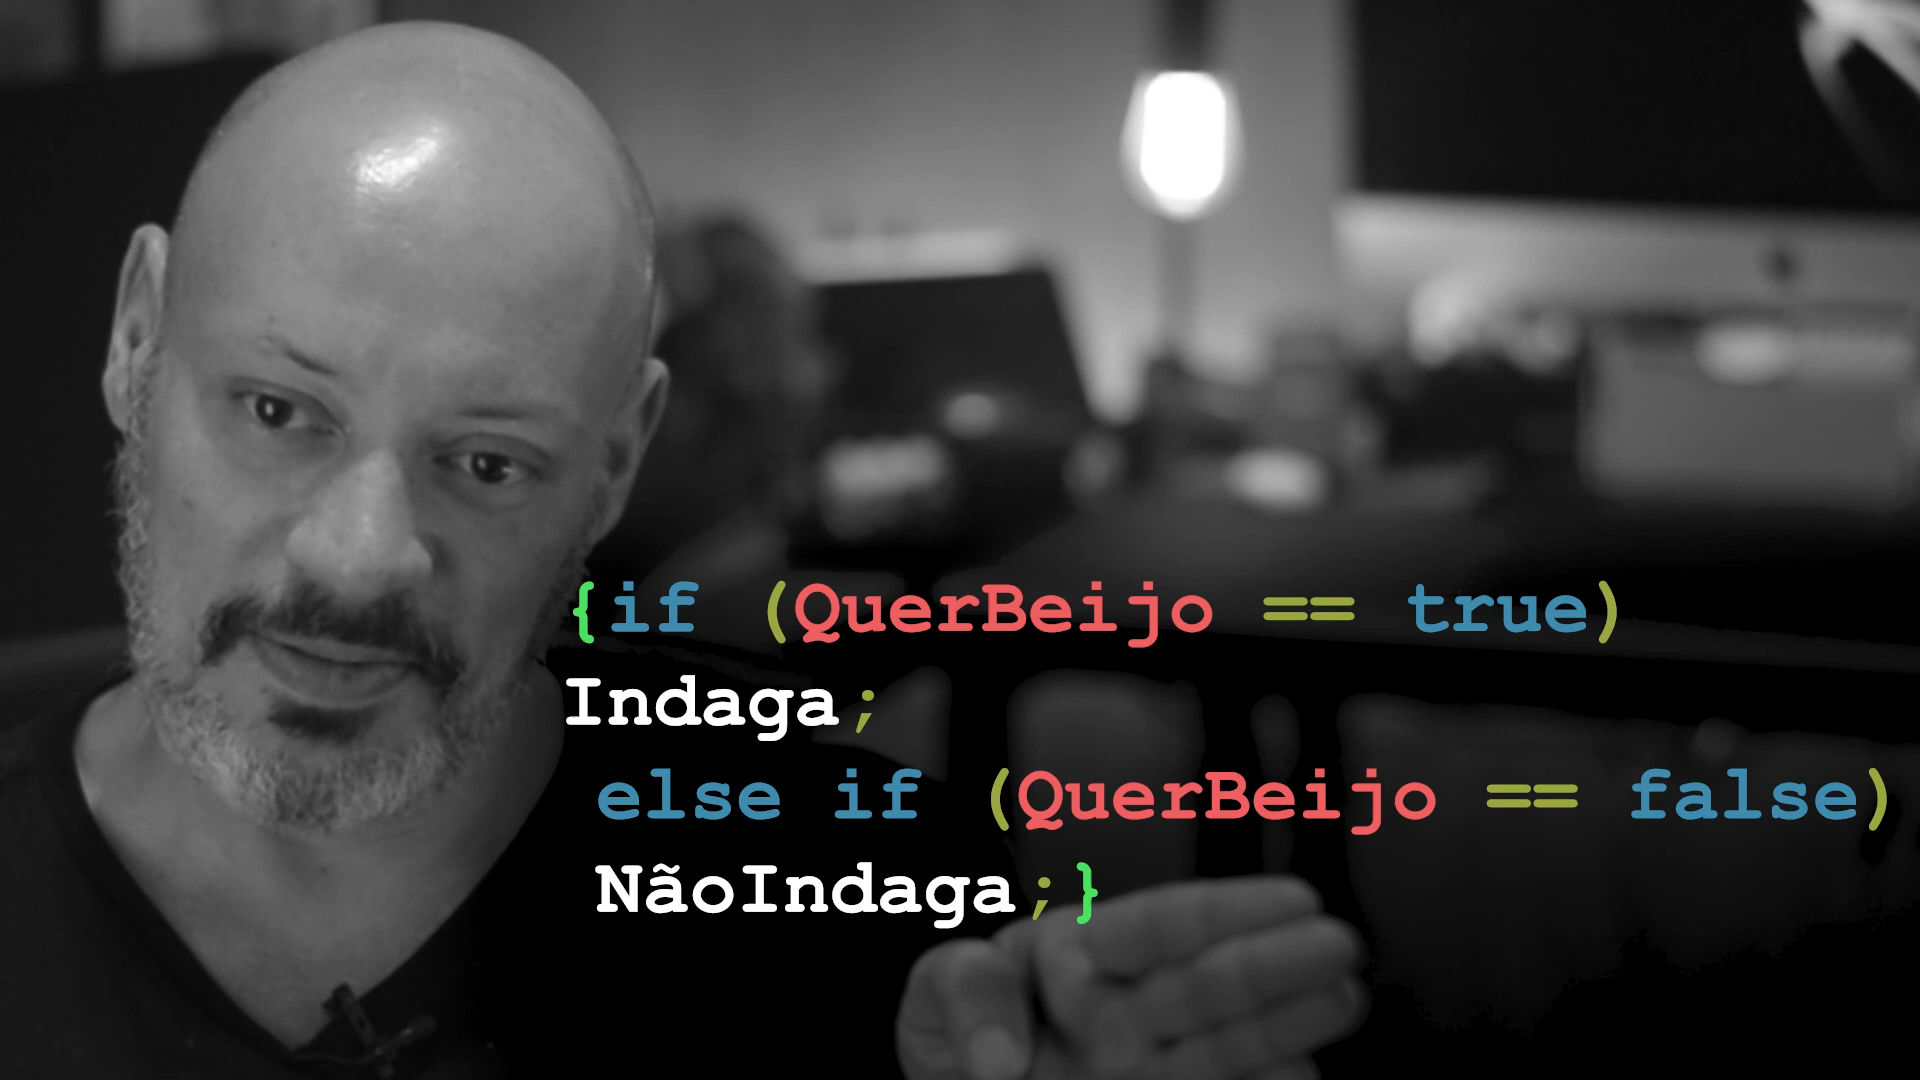 {if (QuerBeijo == true)
Indaga;
else if (QuerBeijo == false)
NãoIndaga;}